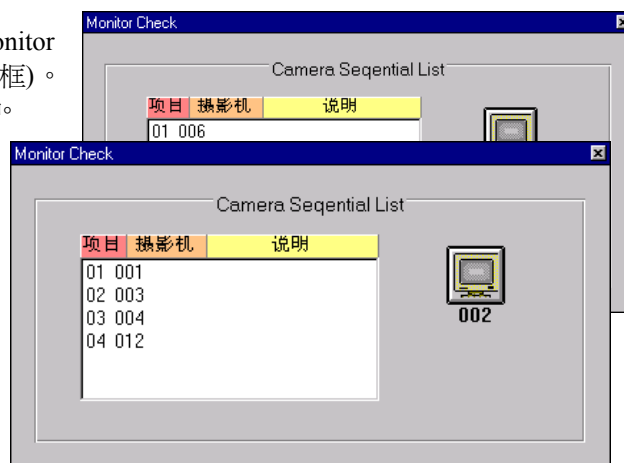 Monitor Check
onitor
框)。
。
Camera Seqential List
项目 摄影机 说明
01 006
Monitor Check
Camera Seqential List
项目 摄影机 说明
01 001
02 003
03 004
04 012
002